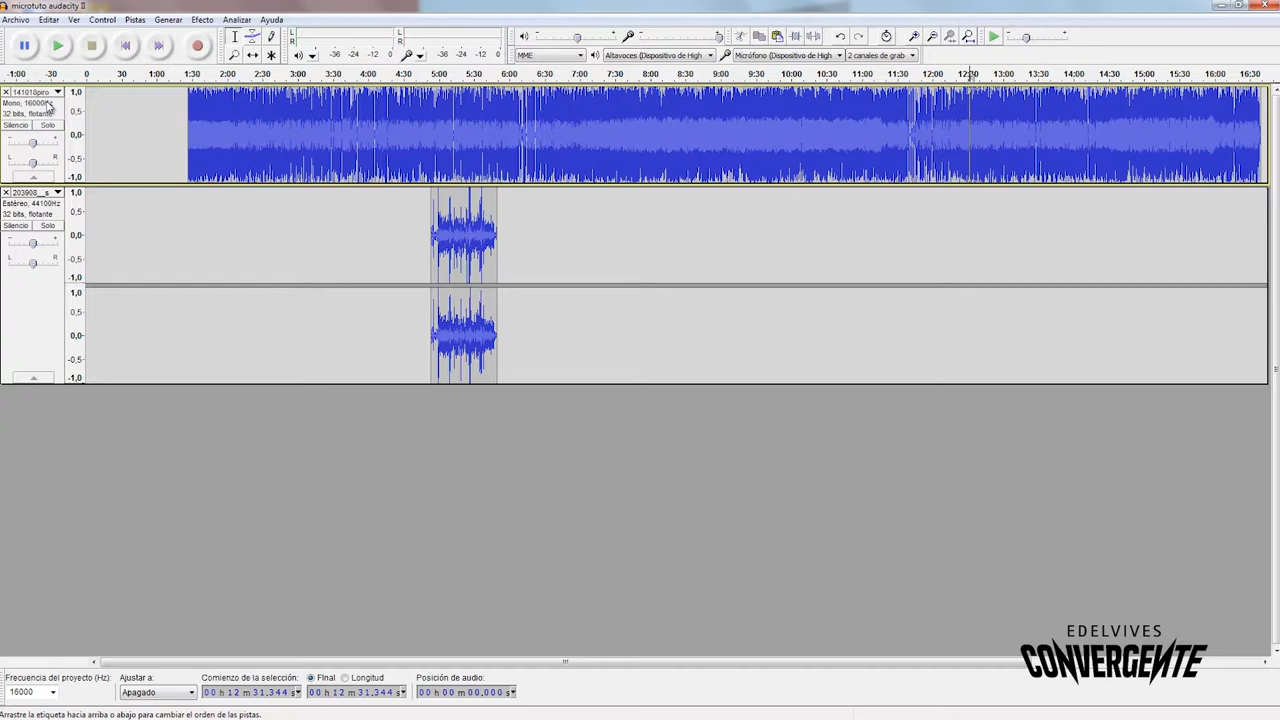 microtuto audacity II
Archivo Editar Ver Control Pistas Generar Efecto Analizar Ayuda
L R -36 -24 -12 0 L R -36 -24 -12 0
MME Altavoces (Dispositivo de High Micrófono (Dispositivo de High 2 canales de grab
-1:00 -30 0 30 1:00 1:30 2:00 2:30 3:00 3:30 4:00 4:30 5:00 5:30 6:00 6:30 7:00 7:30 8:00 8:30 9:00 9:30 10:00 10:30 11:00 11:30 12:00 12:30 13:00 13:30 14:00 14:30 15:00 15:30 16:00 16:30
141018piro
Mono, 16000Hz
32 bits, flotante
Silencio Solo
L R
1,0
0,5
0,0
-0,5
-1,0
203908__s
Estéreo, 44100Hz
32 bits, flotante
Silencio Solo
L R
1,0
0,5
0,0
-0,5
-1,0
1,0
0,5
0,0
-0,5
-1,0
EDELVIVES
CONVERGENTE
Frecuencia del proyecto (Hz): Ajustar a: Comienzo de la selección: Final Longitud Posición de audio:
16000 Apagado 00 h 12 m 31.344 s 00 h 12 m 31.344 s 00 h 00 m 00.000 s
Arrastre la etiqueta hacia arriba o abajo para cambiar el orden de las pistas.